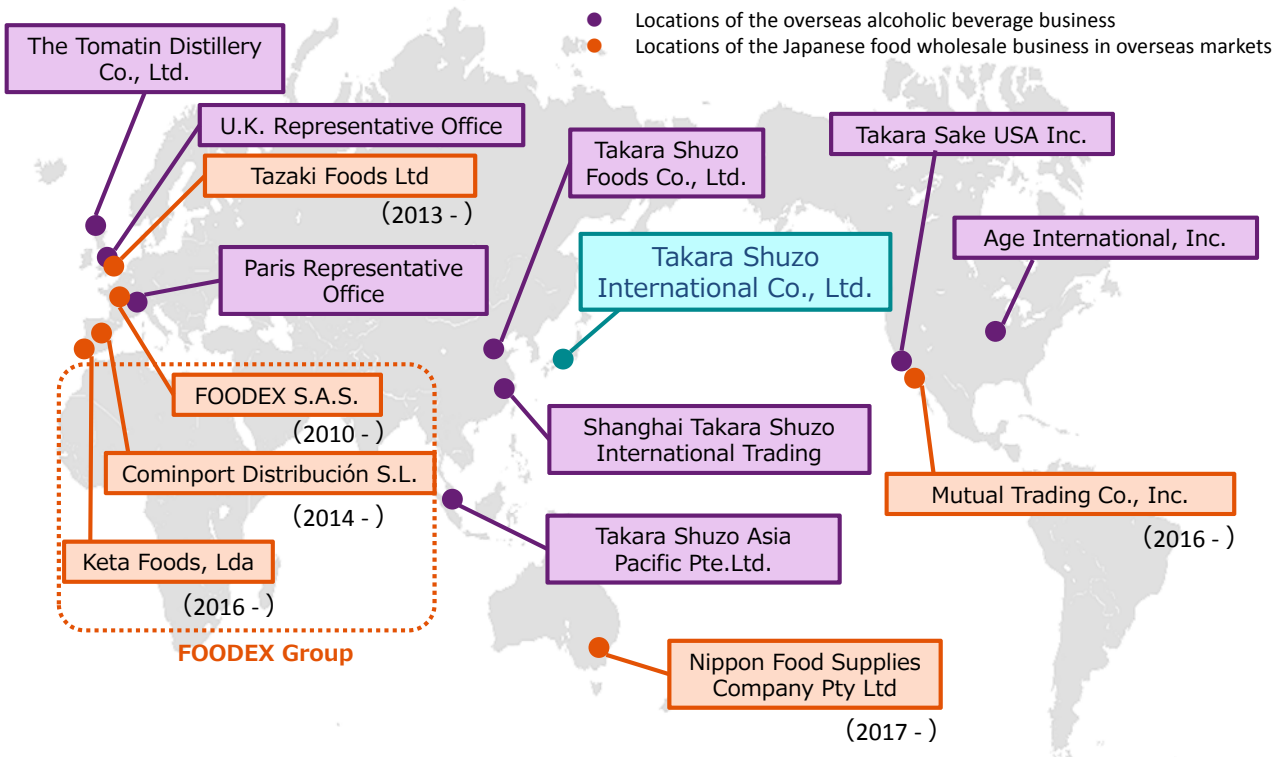 Locations of the overseas alcoholic beverage business
Locations of the Japanese food wholesale business in overseas markets
The Tomatin Distillery
Co., Ltd.
U.K. Representative Office
Tazaki Foods Ltd
（2013 - ）
Paris Representative
Office
Takara Shuzo
Foods Co., Ltd.
Takara Shuzo
International Co., Ltd.
Takara Sake USA Inc.
Age International, Inc.
FOODEX S.A.S.
（2010 - ）
Cominport Distribución S.L.
（2014 - ）
Keta Foods, Lda
（2016 - ）
FOODEX Group
Shanghai Takara Shuzo
International Trading
Takara Shuzo Asia
Pacific Pte.Ltd.
Mutual Trading Co., Inc.
（2016 - ）
Nippon Food Supplies
Company Pty Ltd
（2017 - ）